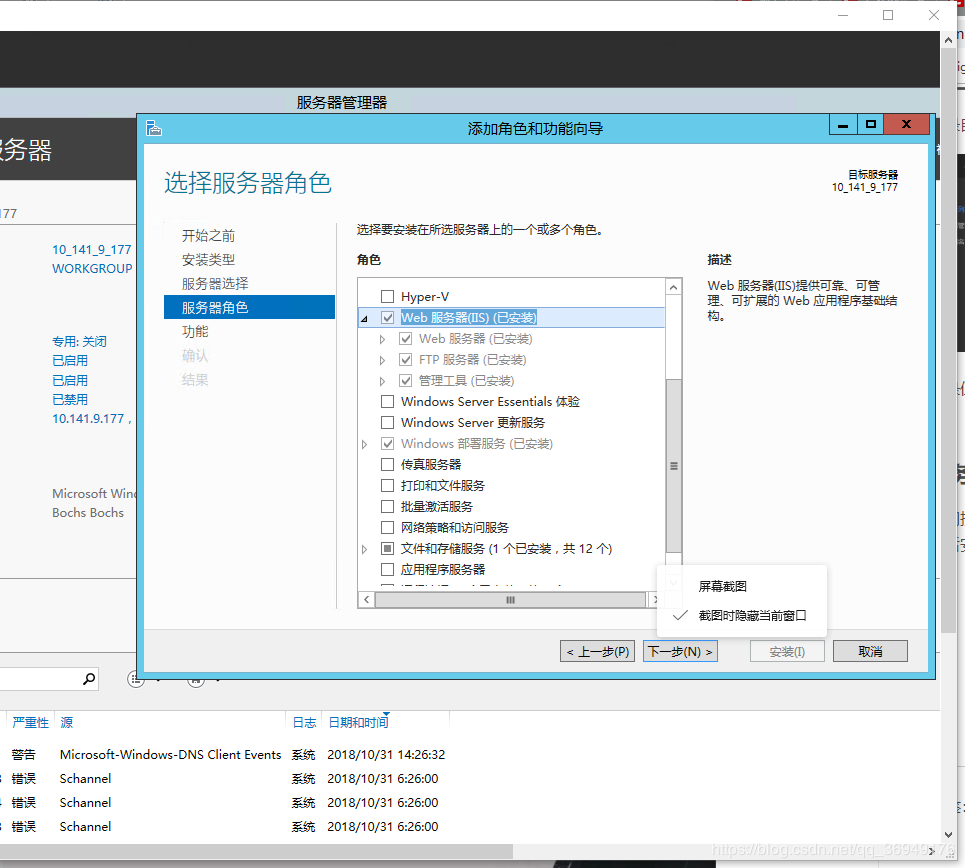 服务器管理器
服务器
添加角色和功能向导
选择服务器角色
目标服务器
10_141_9_177
177
10_141_9_177
WORKGROUP
专用: 关闭
已启用
已启用
已禁用
10.141.9.177，
Microsoft Wind
Bochs Bochs
开始之前
安装类型
服务器选择
服务器角色
功能
确认
结果
选择要安装在所选服务器上的一个或多个角色。
角色
Hyper-V
Web 服务器(IIS) (已安装)
Web 服务器 (已安装)
FTP 服务器 (已安装)
管理工具 (已安装)
Windows Server Essentials 体验
Windows Server 更新服务
Windows 部署服务 (已安装)
传真服务器
打印和文件服务
批量激活服务
网络策略和访问服务
文件和存储服务 (1 个已安装，共 12 个)
应用程序服务器
描述
Web 服务器(IIS)提供可靠、可管
理、可扩展的 Web 应用程序基础结
构。
屏幕截图
截图时隐藏当前窗口
< 上一步(P)
下一步(N) >
安装(I)
取消
严重性 源 日志 日期和时间
警告 Microsoft-Windows-DNS Client Events 系统 2018/10/31 14:26:32
错误 Schannel 系统 2018/10/31 6:26:00
错误 Schannel 系统 2018/10/31 6:26:00
错误 Schannel 系统 2018/10/31 6:26:00
https://blog.csdn.net/qq_36949176